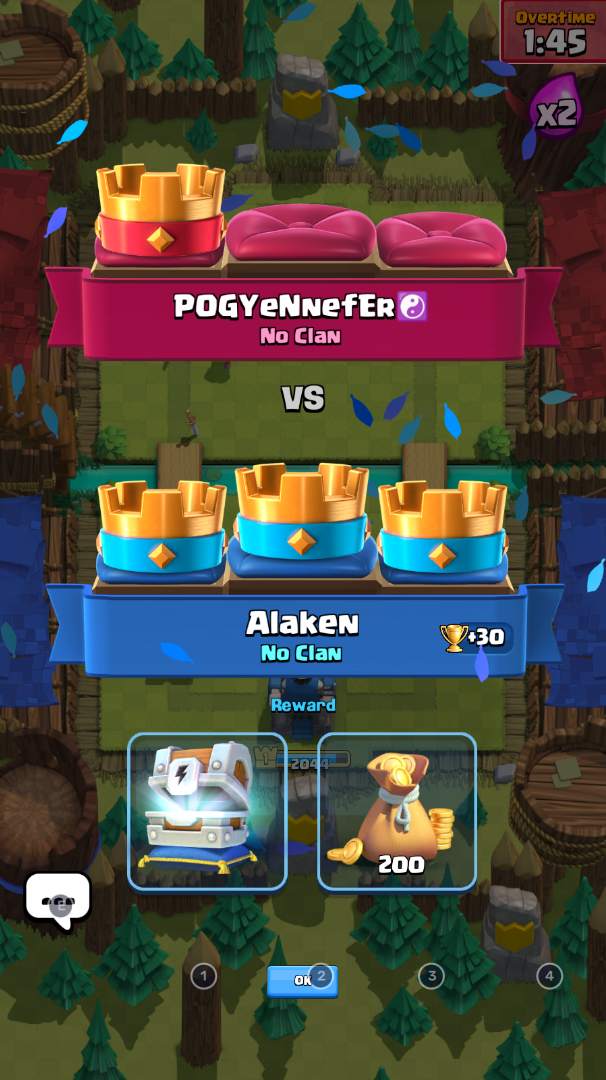 Overtime
1:45
x2
POGYeNNefEr☯
No Clan
VS
Alaken
No Clan
+30
Reward
2044
200
1
OK 2
3
4